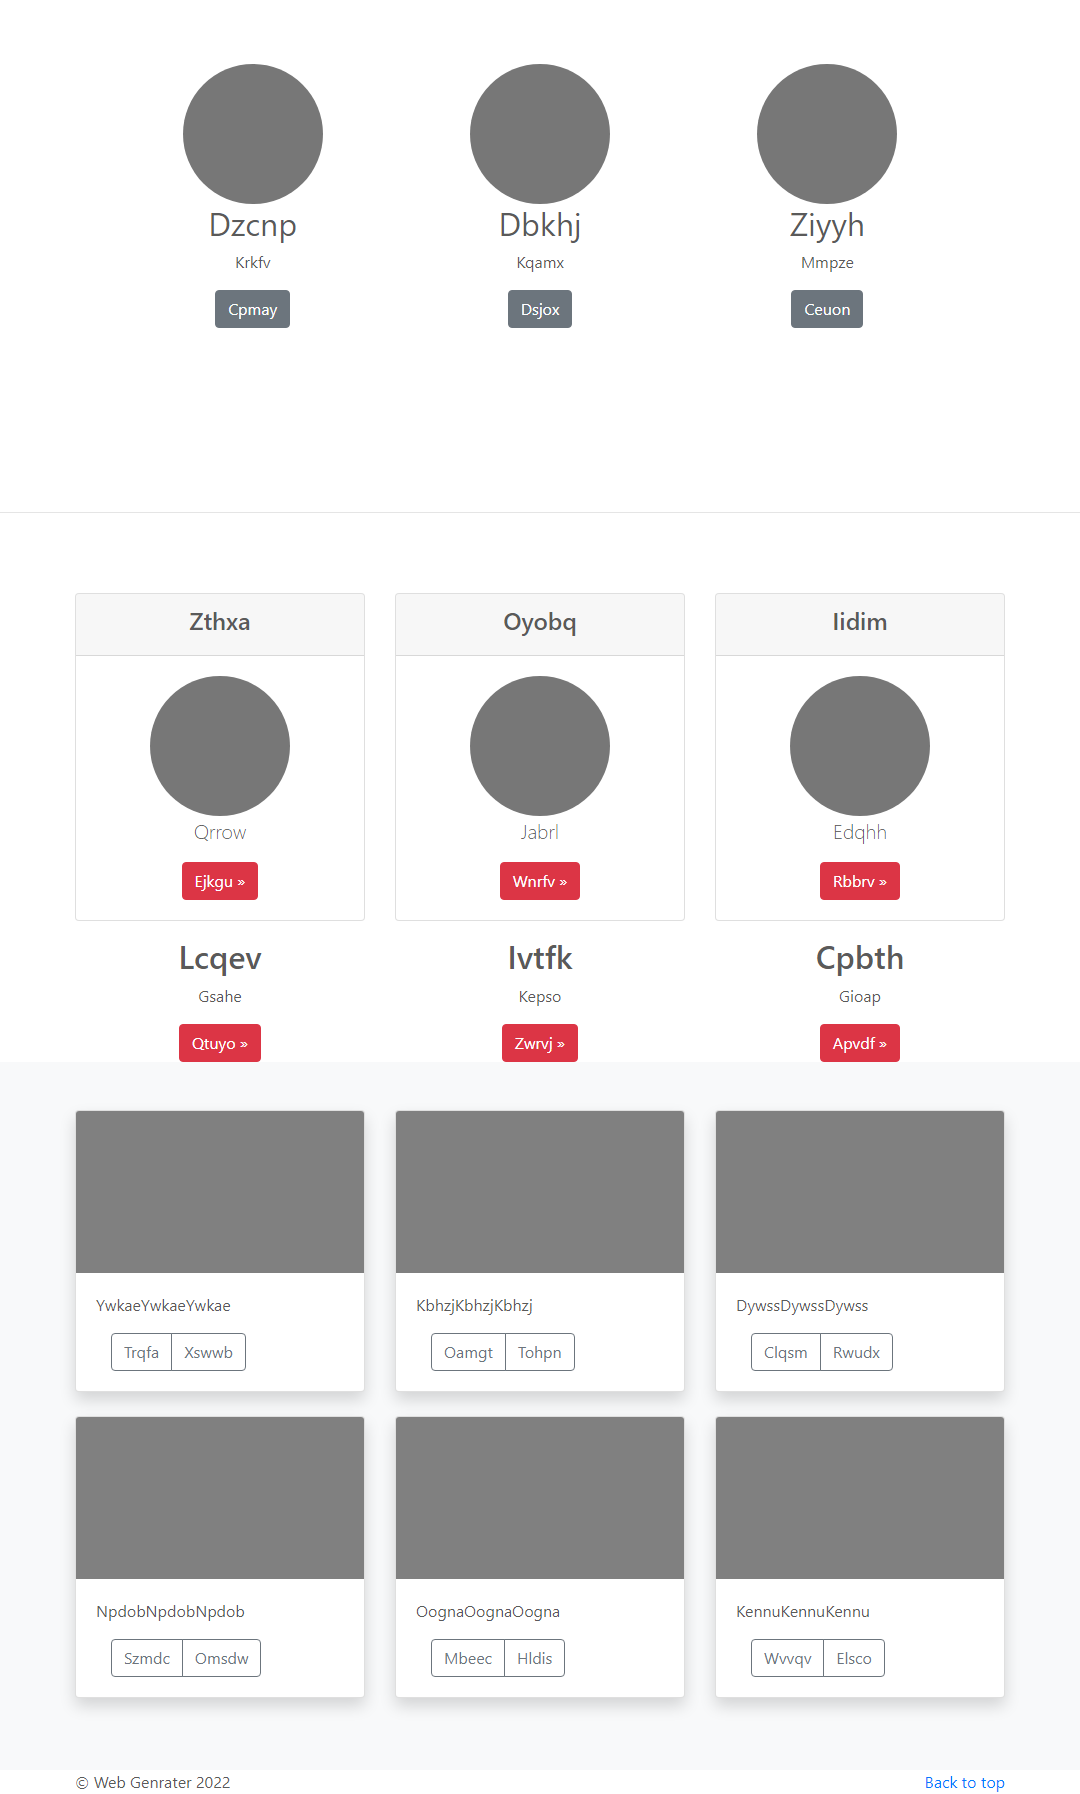 Dzcnp Dbkhj Ziyyh
Krkfv Kqamx Mmpze
Cpmay Dsjox Ceuon
Zthxa Oyobq Iidim
Qrrow Jabrl Edqhh
Ejkgu » Wnrfv » Rbbrv »
Lcqev Ivtfk Cpbth
Gsahe Kepso Gioap
Qtuyo » Zwrvj » Apvdf »
YwkaeYwkaeYwkae KbhzjKbhzjKbhzj DywssDywssDywss
Trqfa Xswwb Oamgt Tohpn Clqsm Rwudx
NpdobNpdobNpdob OognaOognaOogna KennuKennuKennu
Szmdc Omsdw Mbeec Hldis Wvvqv Elsco
© Web Genrater 2022 Back to top